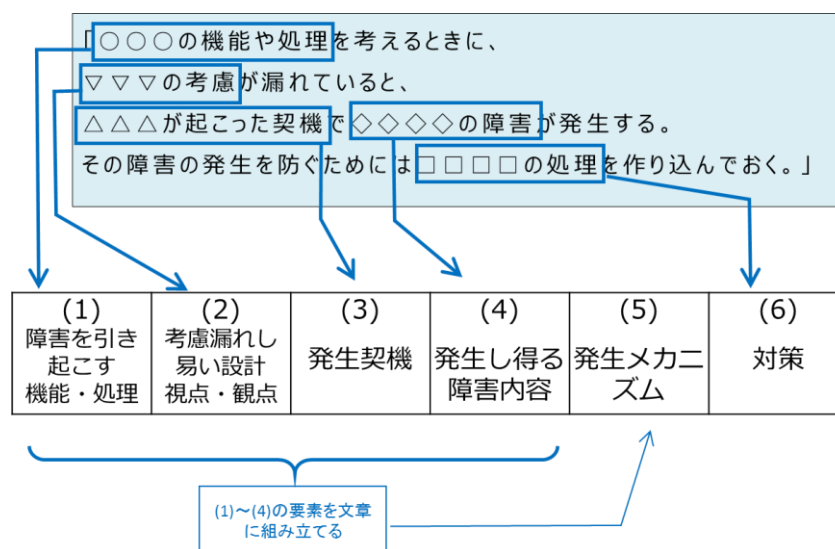 「○○○の機能や処理を考えるときに、
▽▽▽の考慮が漏れていると、
△△△が起こった契機で◇◇◇◇の障害が発生する。
その障害の発生を防ぐためには□□□□の処理を作り込んでおく。」
(1)
障害を引き
起こす
機能・処理
(2)
考慮漏れし
易い設計
視点・観点
(3)
発生契機
(4)
発生し得る
障害内容
(5)
発生メカニ
ズム
(6)
対策
(1)~(4)の要素を文章
に組み立てる